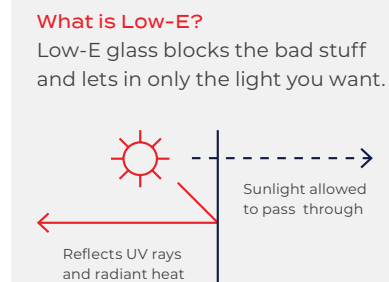 What is Low-E?
Low-E glass blocks the bad stuff
and lets in only the light you want.
Sunlight allowed
to pass through
Reflects UV rays
and radiant heat